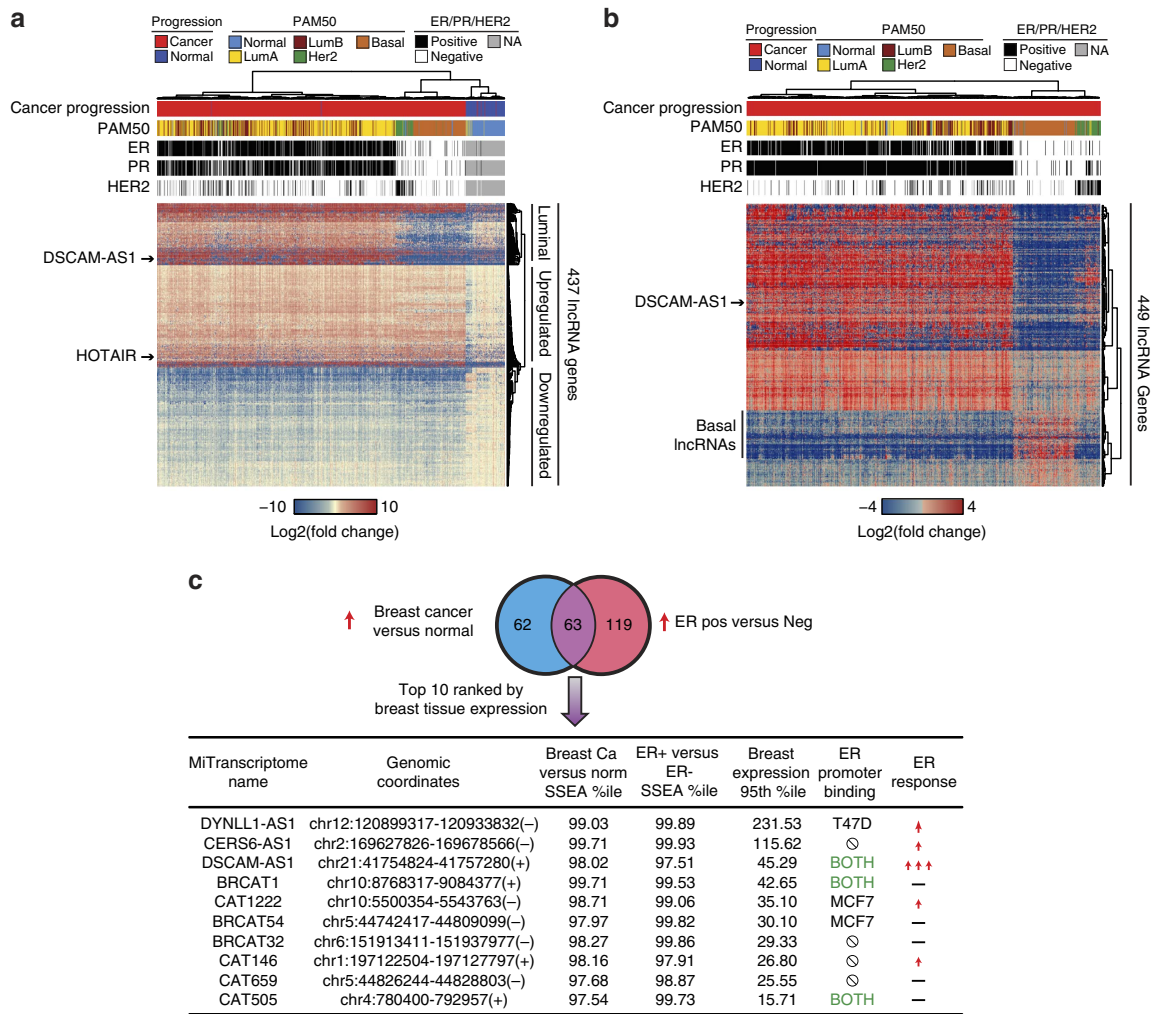 a
Progression PAM50 ER/PR/HER2
Cancer Normal LumB Basal Positive NA
Normal LumA Her2 Negative
Cancer progression
PAM50
ER
PR
HER2
DSCAM-AS1
HOTAIR
Luminal
Upregulated
Downregulated
437 lncRNA genes
−10 10
Log2(fold change)
b
Progression PAM50 ER/PR/HER2
Cancer Normal LumB Basal Positive NA
Normal LumA Her2 Negative
Cancer progression
PAM50
ER
PR
HER2
DSCAM-AS1
Basal
lncRNAs
449 lncRNA Genes
−4 4
Log2(fold change)
c
Breast cancer
versus normal
62 63 119
ER pos versus Neg
Top 10 ranked by
breast tissue expression
MiTranscriptome name Genomic coordinates Breast Ca versus norm SSEA %ile ER+ versus ER- SSEA %ile Breast expression 95th %ile ER promoter binding ER response
DYNLL1-AS1 chr12:120899317-120933832(−) 99.03 99.89 231.53 T47D
CERS6-AS1 chr2:169627826-169678566(−) 99.71 99.93 115.62
DSCAM-AS1 chr21:41754824-41757280(+) 98.02 97.51 45.29 BOTH
BRCAT1 chr10:8768317-9084377(+) 99.71 99.53 42.65 BOTH –
CAT1222 chr10:5500354-5543763(−) 98.71 99.06 35.10 MCF7
BRCAT54 chr5:44742417-44809099(−) 97.97 99.82 30.10 MCF7 –
BRCAT32 chr6:151913411-151937977(−) 98.27 99.86 29.33 –
CAT146 chr1:197122504-197127797(+) 98.16 97.91 26.80
CAT659 chr5:44826244-44828803(−) 97.68 98.87 25.55 –
CAT505 chr4:780400-792957(+) 97.54 99.73 15.71 BOTH –